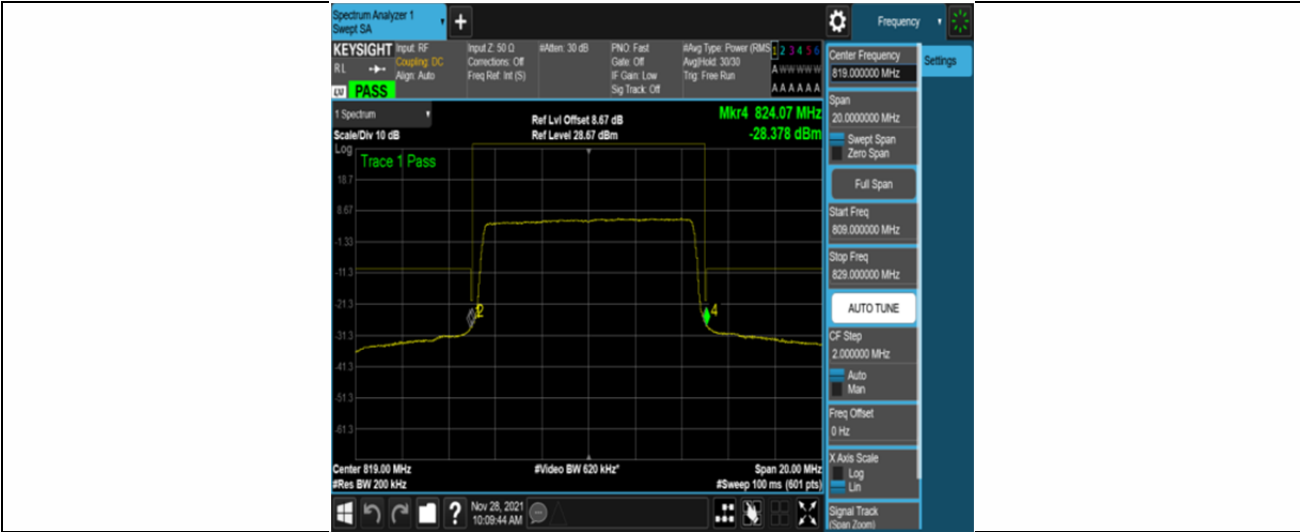 Spectrum Analyzer 1
Swept SA
+
Frequency
KEYSIGHT
Input: RF
Input Z: 50 Ω
#Atten: 30 dB
PNO: Fast
#Avg Type: Power (RMS
1 2 3 4 5 6
RL
Coupling: DC
Corrections: Off
Gate: Off
Avg|Hold: 30/30
A W W W W W
Align: Auto
Freq Ref: Int (S)
IF Gain: Low
Trig: Free Run
PASS
Sig Track: Off
A A A A A A
1 Spectrum
Ref Lvl Offset 8.67 dB
Mkr4 824.07 MHz
Scale/Div 10 dB
Ref Level 28.67 dBm
-28.378 dBm
Log
Trace 1 Pass
18.7
8.67
-1.33
-11.3
-21.3
2
4
-31.3
-41.3
-51.3
-61.3
Center 819.00 MHz
#Video BW 620 kHz*
Span 20.00 MHz
#Res BW 200 kHz
#Sweep 100 ms (601 pts)
?
Nov 28, 2021
10:09:44 AM
Center Frequency
819.000000 MHz
Settings
Span
20.0000000 MHz
Swept Span
Zero Span
Full Span
Start Freq
809.000000 MHz
Stop Freq
829.000000 MHz
AUTO TUNE
CF Step
2.000000 MHz
Auto
Man
Freq Offset
0 Hz
X Axis Scale
Log
Lin
Signal Track
(Span Zoom)